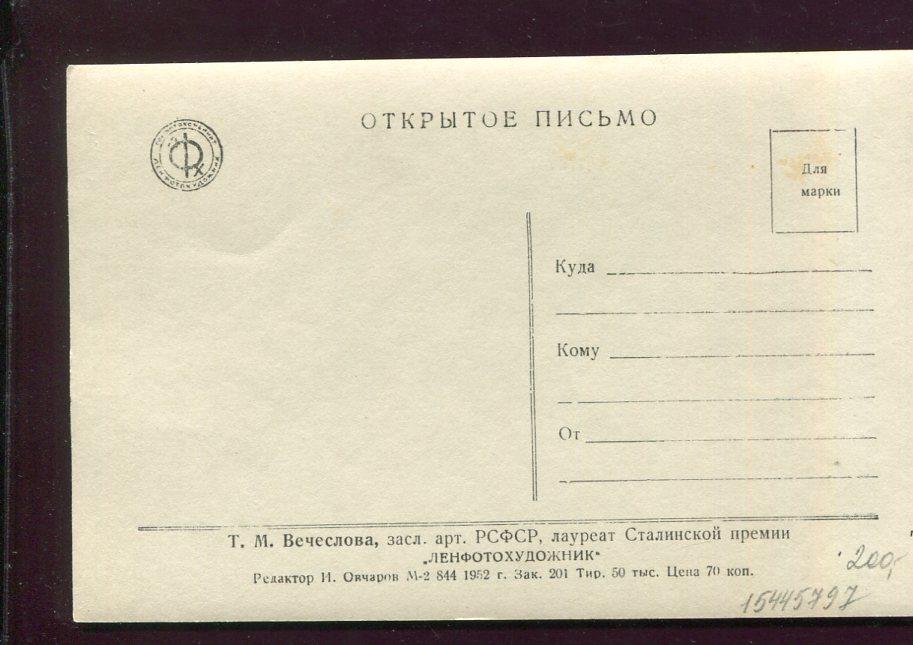 ОТКРЫТОЕ ПИСЬМО
ЛЕНФОТОХУДОЖНИК
Для
марки
Куда
Кому
От
Т. М. Вечеслова, засл. арт. РСФСР, лауреат Сталинской премии
„ЛЕНФОТОХУДОЖНИК“
Редактор И. Овчаров М-2 844 1952 г. Зак. 201 Тир. 50 тыс. Цена 70 коп.
200,-
15445797